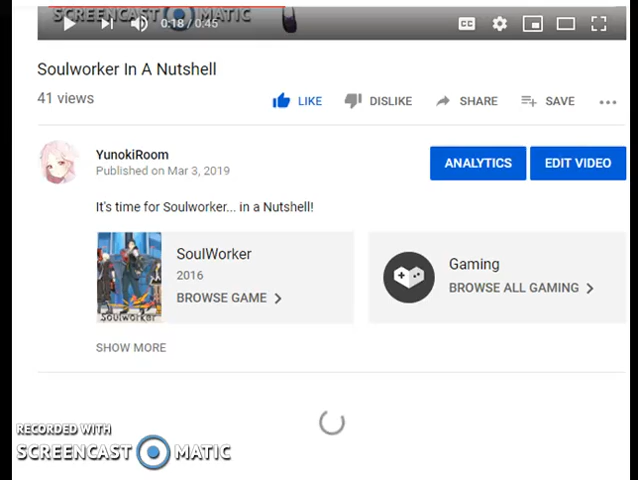 SCREENCAST MATIC
0:18 / 0:45
CC
Soulworker In A Nutshell
41 views
LIKE
DISLIKE
SHARE
SAVE
YunokiRoom
Published on Mar 3, 2019
ANALYTICS
EDIT VIDEO
It's time for Soulworker... in a Nutshell!
SoulWorker
2016
BROWSE GAME
Soulworker
Gaming
BROWSE ALL GAMING
SHOW MORE
RECORDED WITH
SCREENCAST MATIC